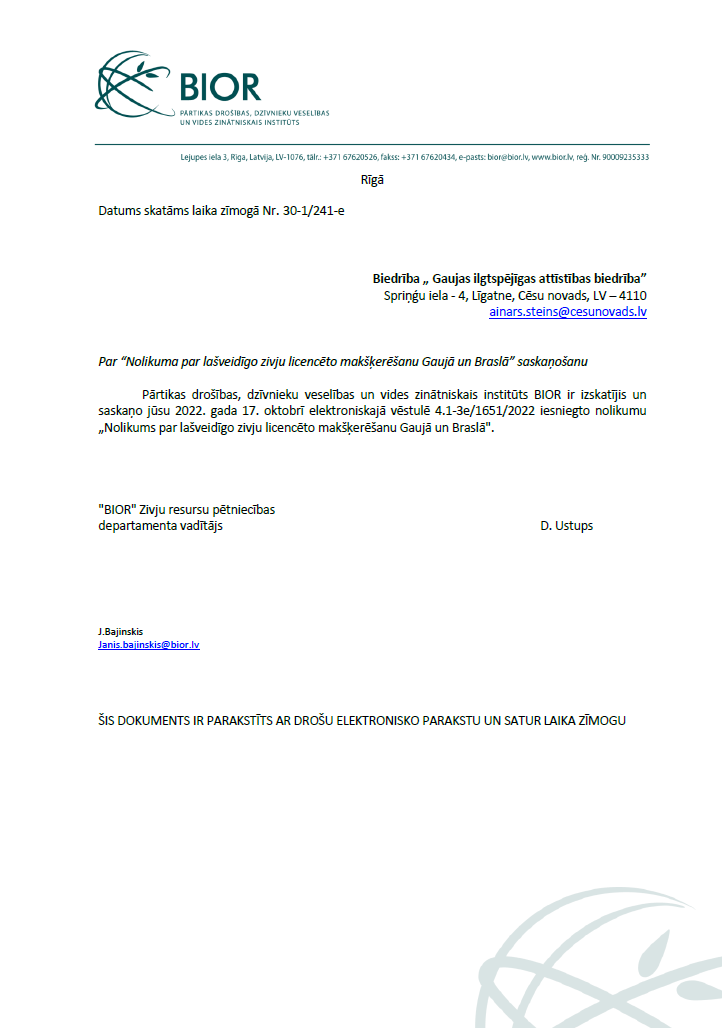 BIOR
PĀRTIKAS DROŠĪBAS, DZĪVNIEKU VESELĪBAS
UN VIDES ZINĀTNISKAIS INSTITŪTS
Lejupes iela 3, Rīga, Latvija, LV-1076, tālr.: +371 67620526, fakss: +371 67620434, e-pasts: bior@bior.lv, www.bior.lv, reģ. Nr. 90009235333
Rīgā
Datums skatāms laika zīmogā Nr. 30-1/241-e
Biedrība „ Gaujas ilgtspējīgas attīstības biedrība”
Spriņģu iela - 4, Līgatne, Cēsu novads, LV – 4110
ainars.steins@cesunovads.lv
Par “Nolikuma par lašveidīgo zivju licencēto makšķerēšanu Gaujā un Braslā” saskaņošanu
Pārtikas drošības, dzīvnieku veselības un vides zinātniskais institūts BIOR ir izskatījis un
saskaņo jūsu 2022. gada 17. oktobrī elektroniskajā vēstulē 4.1-3e/1651/2022 iesniegto nolikumu
„Nolikums par lašveidīgo zivju licencēto makšķerēšanu Gaujā un Braslā".
"BIOR" Zivju resursu pētniecības
departamenta vadītājs D. Ustups
J.Bajinskis
Janis.bajinskis@bior.lv
ŠIS DOKUMENTS IR PARAKSTĪTS AR DROŠU ELEKTRONISKO PARAKSTU UN SATUR LAIKA ZĪMOGU